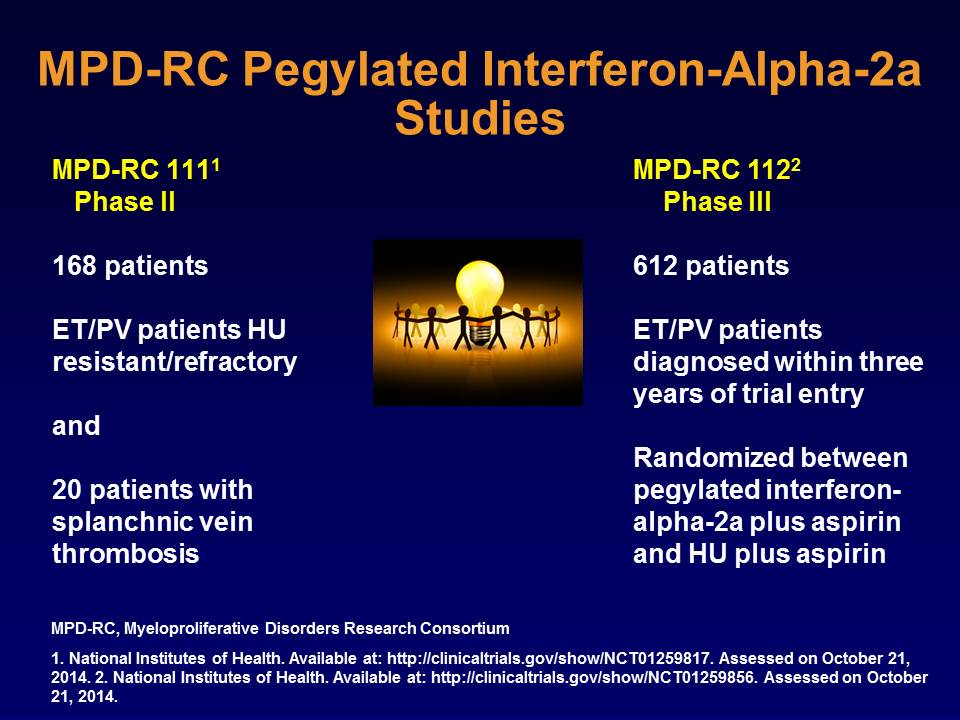 MPD-RC Pegylated Interferon-Alpha-2a
Studies
MPD-RC 111¹
Phase II
168 patients
ET/PV patients HU
resistant/refractory
and
20 patients with
splanchnic vein
thrombosis
MPD-RC 112²
Phase III
612 patients
ET/PV patients
diagnosed within three
years of trial entry
Randomized between
pegylated interferon-
alpha-2a plus aspirin
and HU plus aspirin
MPD-RC, Myeloproliferative Disorders Research Consortium
1. National Institutes of Health. Available at: http://clinicaltrials.gov/show/NCT01259817. Assessed on October 21,
2014. 2. National Institutes of Health. Available at: http://clinicaltrials.gov/show/NCT01259856. Assessed on October
21, 2014.